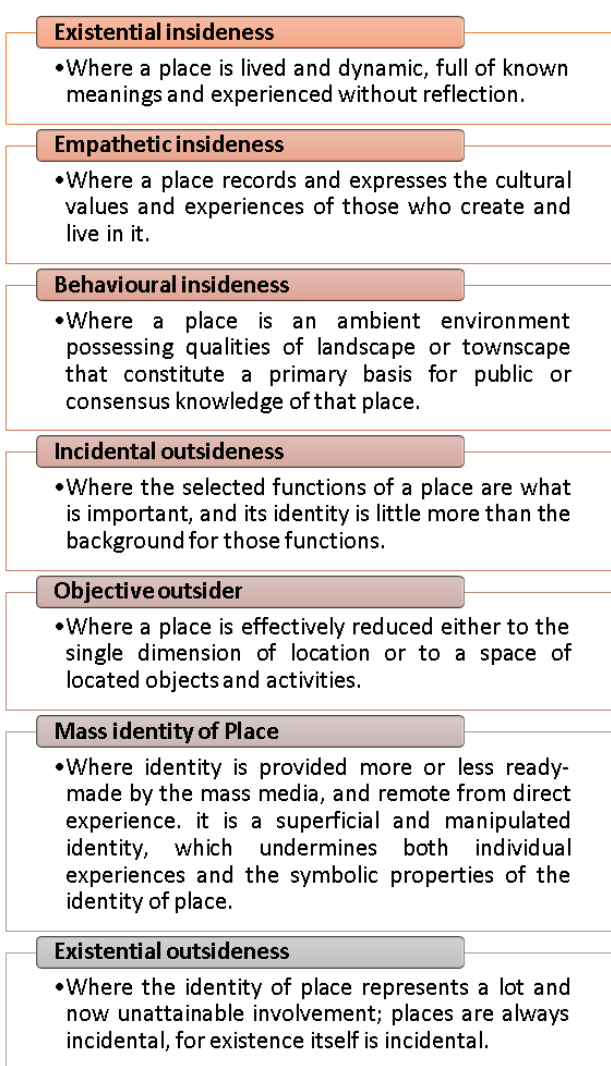 Existential insideness
•Where a place is lived and dynamic, full of known
meanings and experienced without reflection.
Empathetic insideness
•Where a place records and expresses the cultural
values and experiences of those who create and
live in it.
Behavioural insideness
•Where a place is an ambient environment
possessing qualities of landscape or townscape
that constitute a primary basis for public or
consensus knowledge of that place.
Incidental outsideness
•Where the selected functions of a place are what
is important, and its identity is little more than the
background for those functions.
Objective outsider
•Where a place is effectively reduced either to the
single dimension of location or to a space of
located objects and activities.
Mass identity of Place
•Where identity is provided more or less ready-
made by the mass media, and remote from direct
experience. it is a superficial and manipulated
identity, which undermines both individual
experiences and the symbolic properties of the
identity of place.
Existential outsideness
•Where the identity of place represents a lot and
now unattainable involvement; places are always
incidental, for existence itself is incidental.